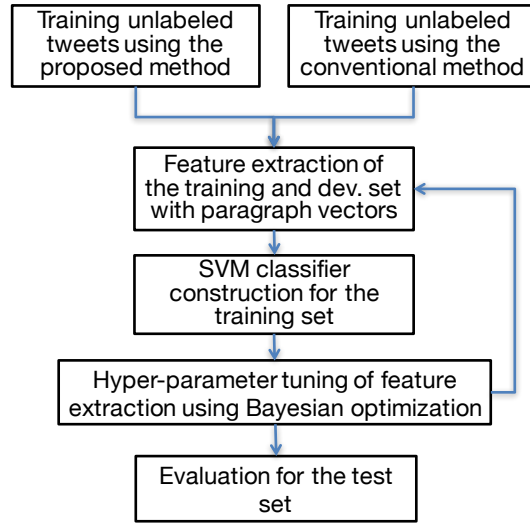 Training unlabeled
tweets using the
proposed method
Training unlabeled
tweets using the
conventional method
Feature extraction of
the training and dev. set
with paragraph vectors
SVM classifier
construction for the
training set
Hyper-parameter tuning of feature
extraction using Bayesian optimization
Evaluation for the test
set